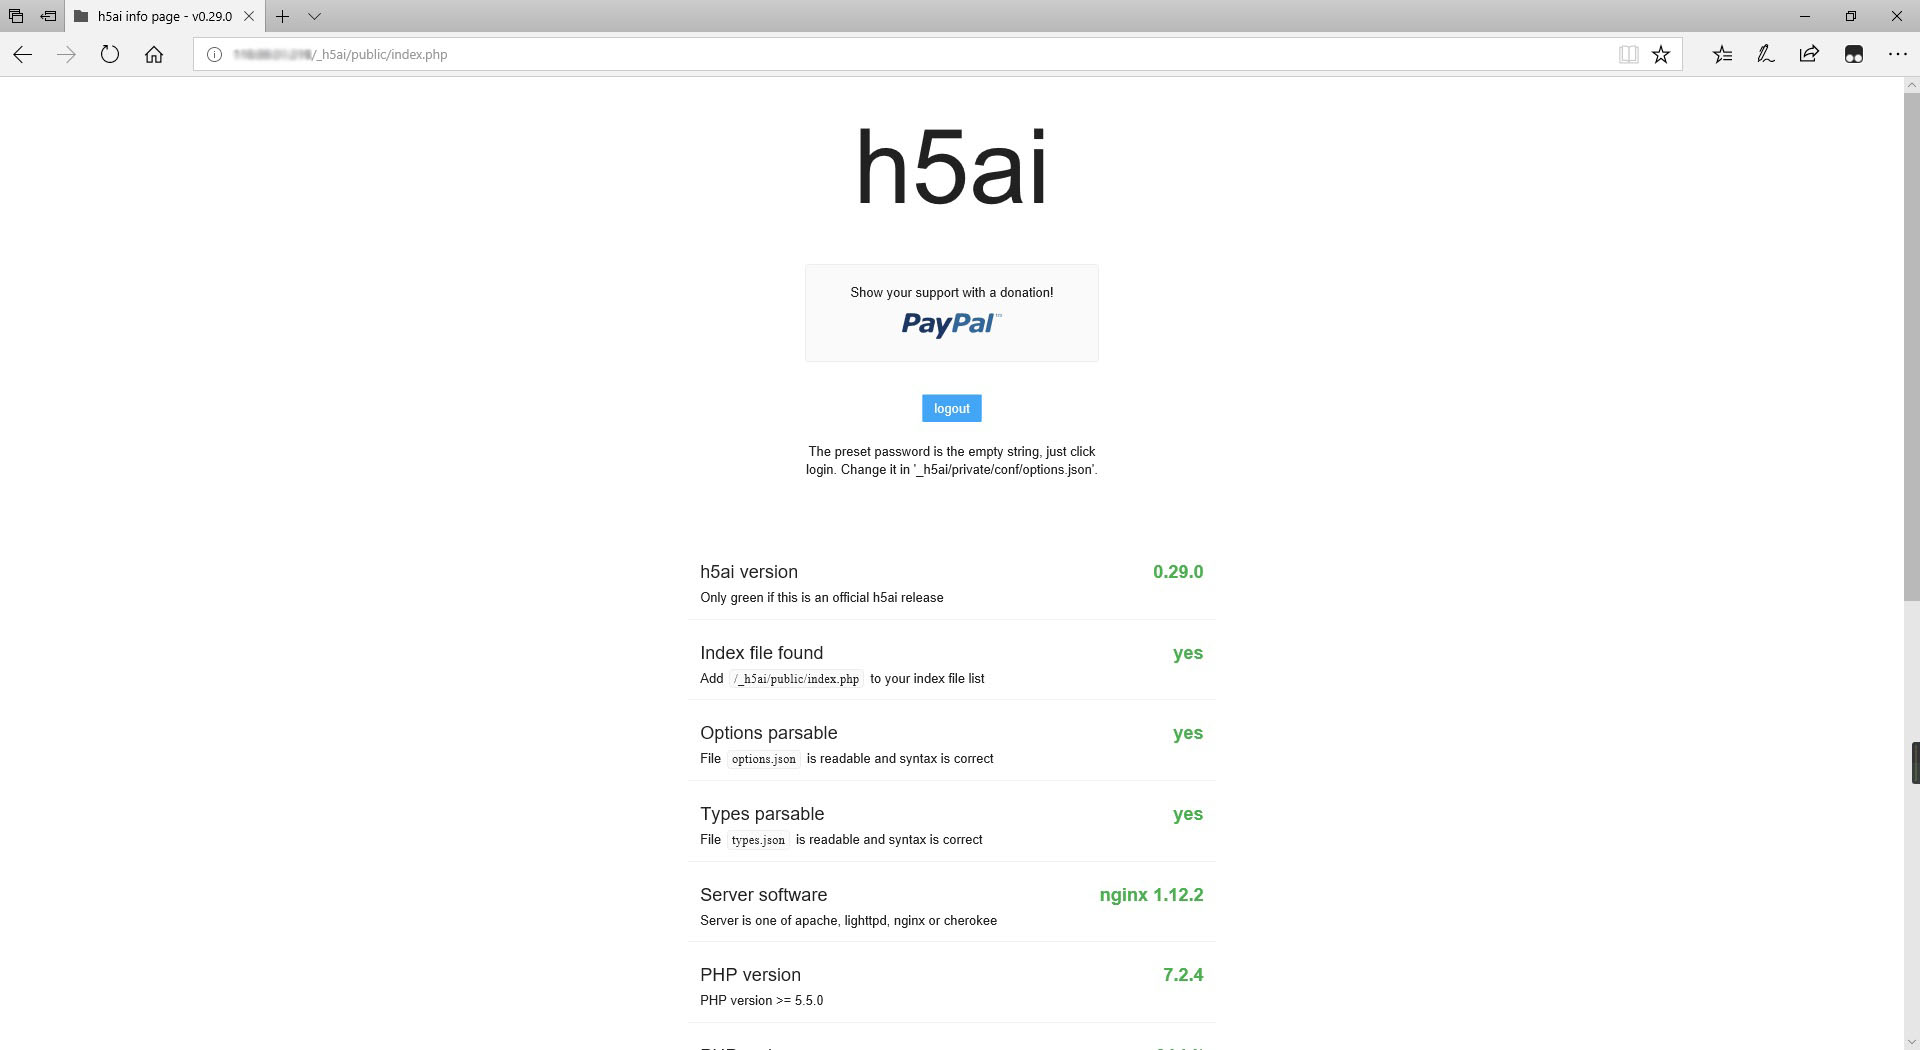 h5ai info page - v0.29.0
/_h5ai/public/index.php
h5ai
Show your support with a donation!
PayPal™
logout
The preset password is the empty string, just click
login. Change it in '_h5ai/private/conf/options.json'.
h5ai version 0.29.0
Only green if this is an official h5ai release
Index file found yes
Add /_h5ai/public/index.php to your index file list
Options parsable yes
File options.json is readable and syntax is correct
Types parsable yes
File types.json is readable and syntax is correct
Server software nginx 1.12.2
Server is one of apache, lighttpd, nginx or cherokee
PHP version 7.2.4
PHP version >= 5.5.0